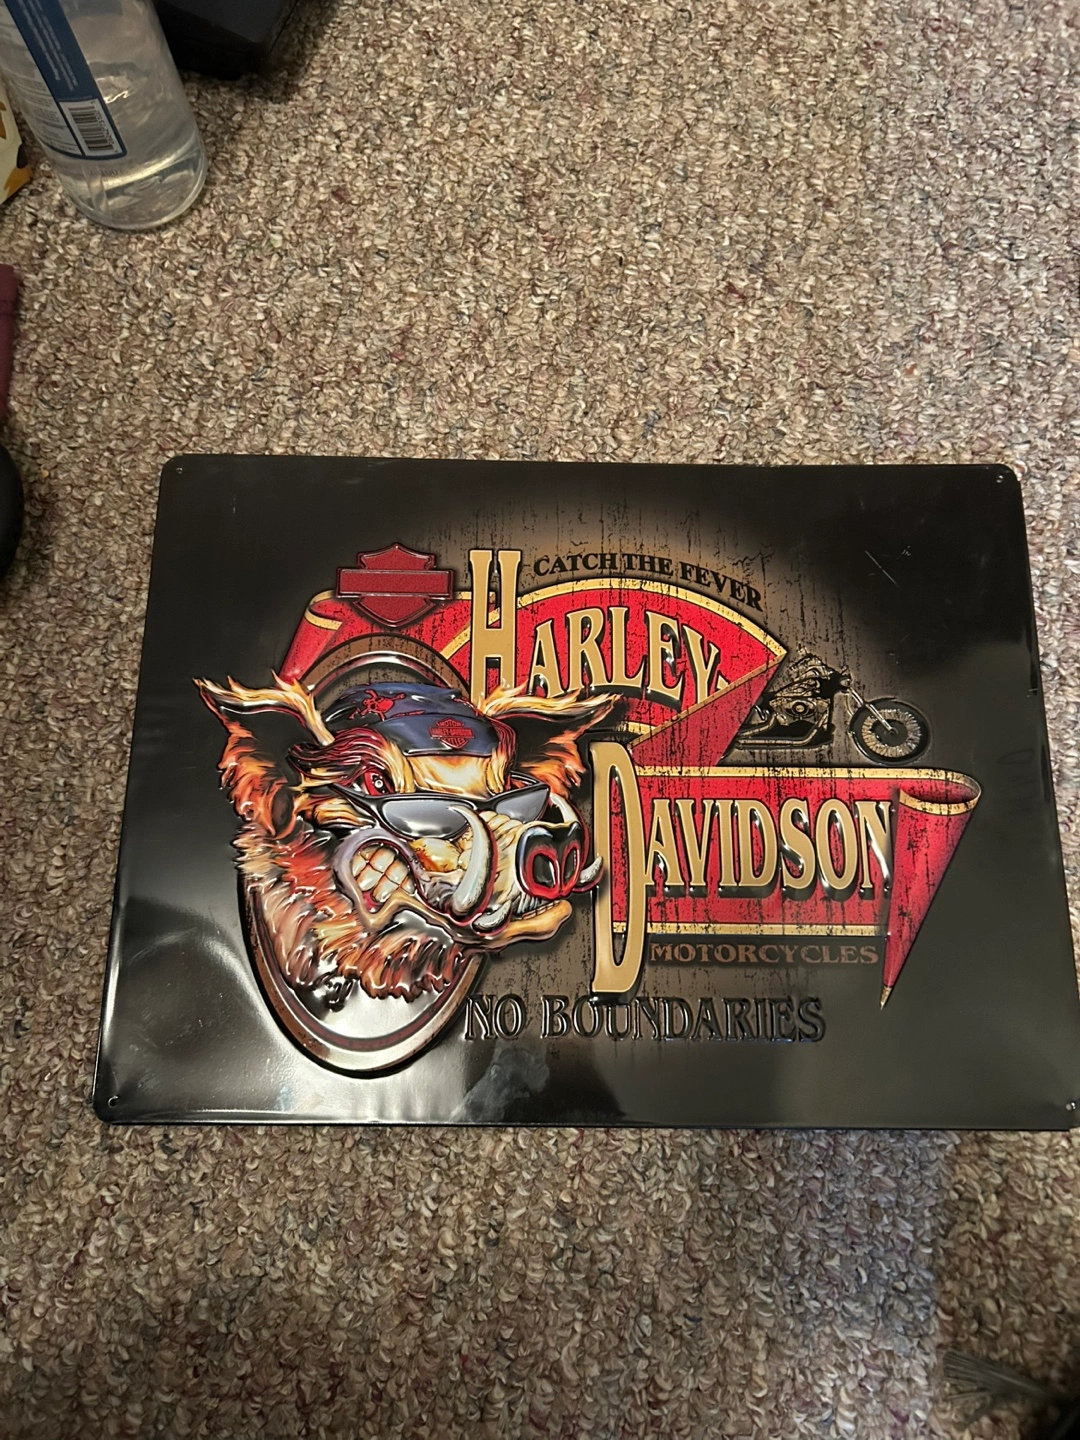 CATCH THE FEVER
HARLEY-
DAVIDSON
MOTORCYCLES
NO BOUNDARIES